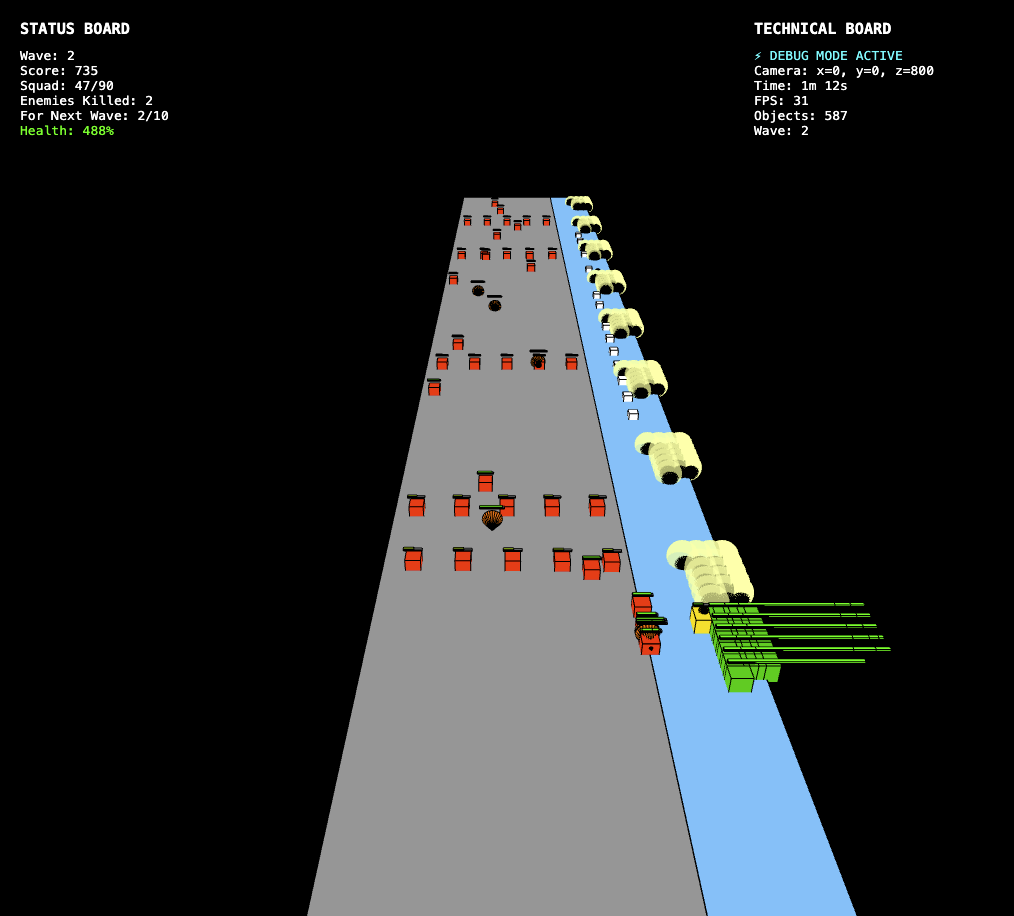 STATUS BOARD
Wave: 2
Score: 735
Squad: 47/90
Enemies Killed: 2
For Next Wave: 2/10
Health: 488%
TECHNICAL BOARD
⚡ DEBUG MODE ACTIVE
Camera: x=0, y=0, z=800
Time: 1m 12s
FPS: 31
Objects: 587
Wave: 2